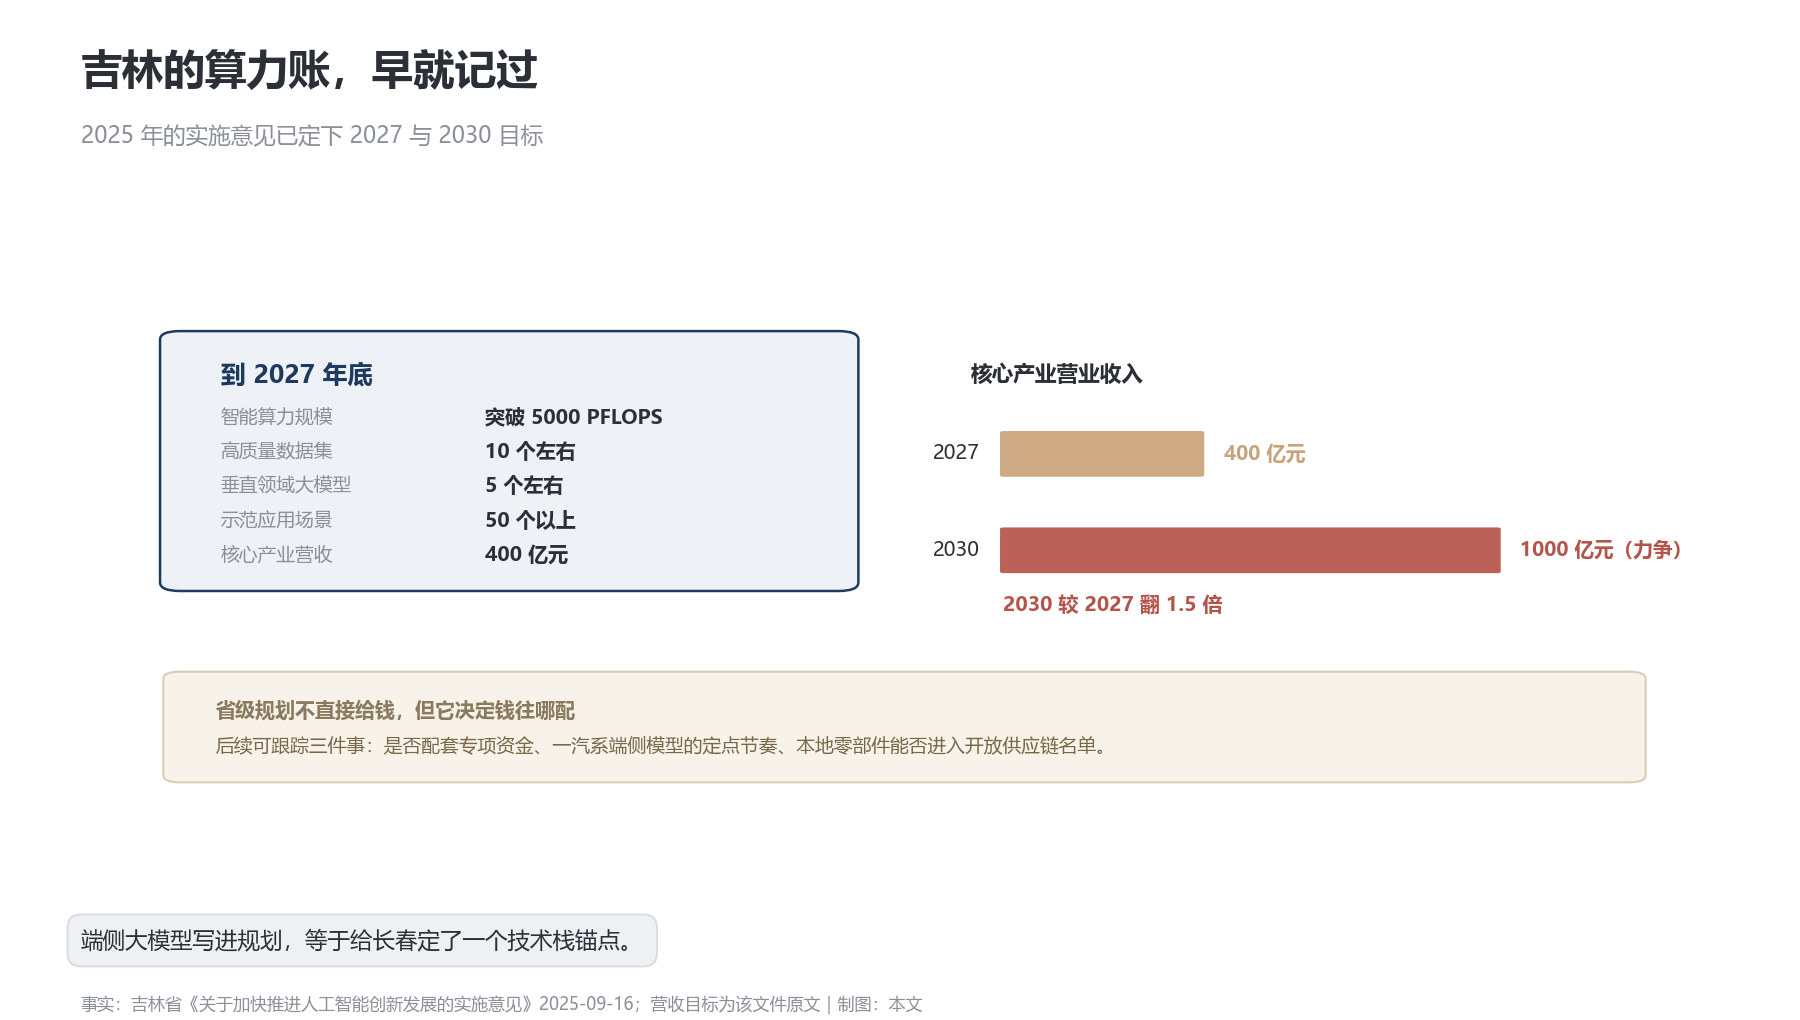 吉林的算力账，早就记过
2025 年的实施意见已定下 2027 与 2030 目标
到 2027 年底
智能算力规模 突破 5000 PFLOPS
高质量数据集 10 个左右
垂直领域大模型 5 个左右
示范应用场景 50 个以上
核心产业营收 400 亿元
核心产业营业收入
2027 400 亿元
2030 1000 亿元（力争）
2030 较 2027 翻 1.5 倍
省级规划不直接给钱，但它决定钱往哪配
后续可跟踪三件事：是否配套专项资金、一汽系端侧模型的定点节奏、本地零部件能否进入开放供应链名单。
端侧大模型写进规划，等于给长春定了一个技术栈锚点。
事实：吉林省《关于加快推进人工智能创新发展的实施意见》2025-09-16；营收目标为该文件原文 | 制图：本文